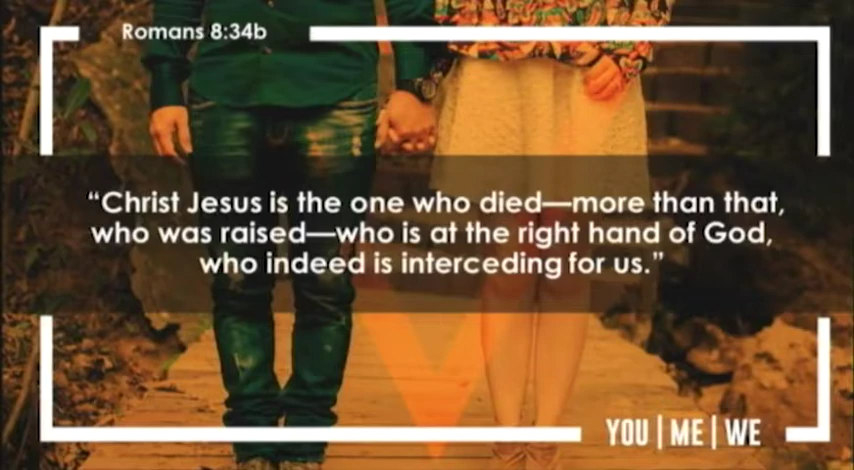 Romans 8:34b
“Christ Jesus is the one who died—more than that,
who was raised—who is at the right hand of God,
who indeed is interceding for us.”
YOU | ME | WE